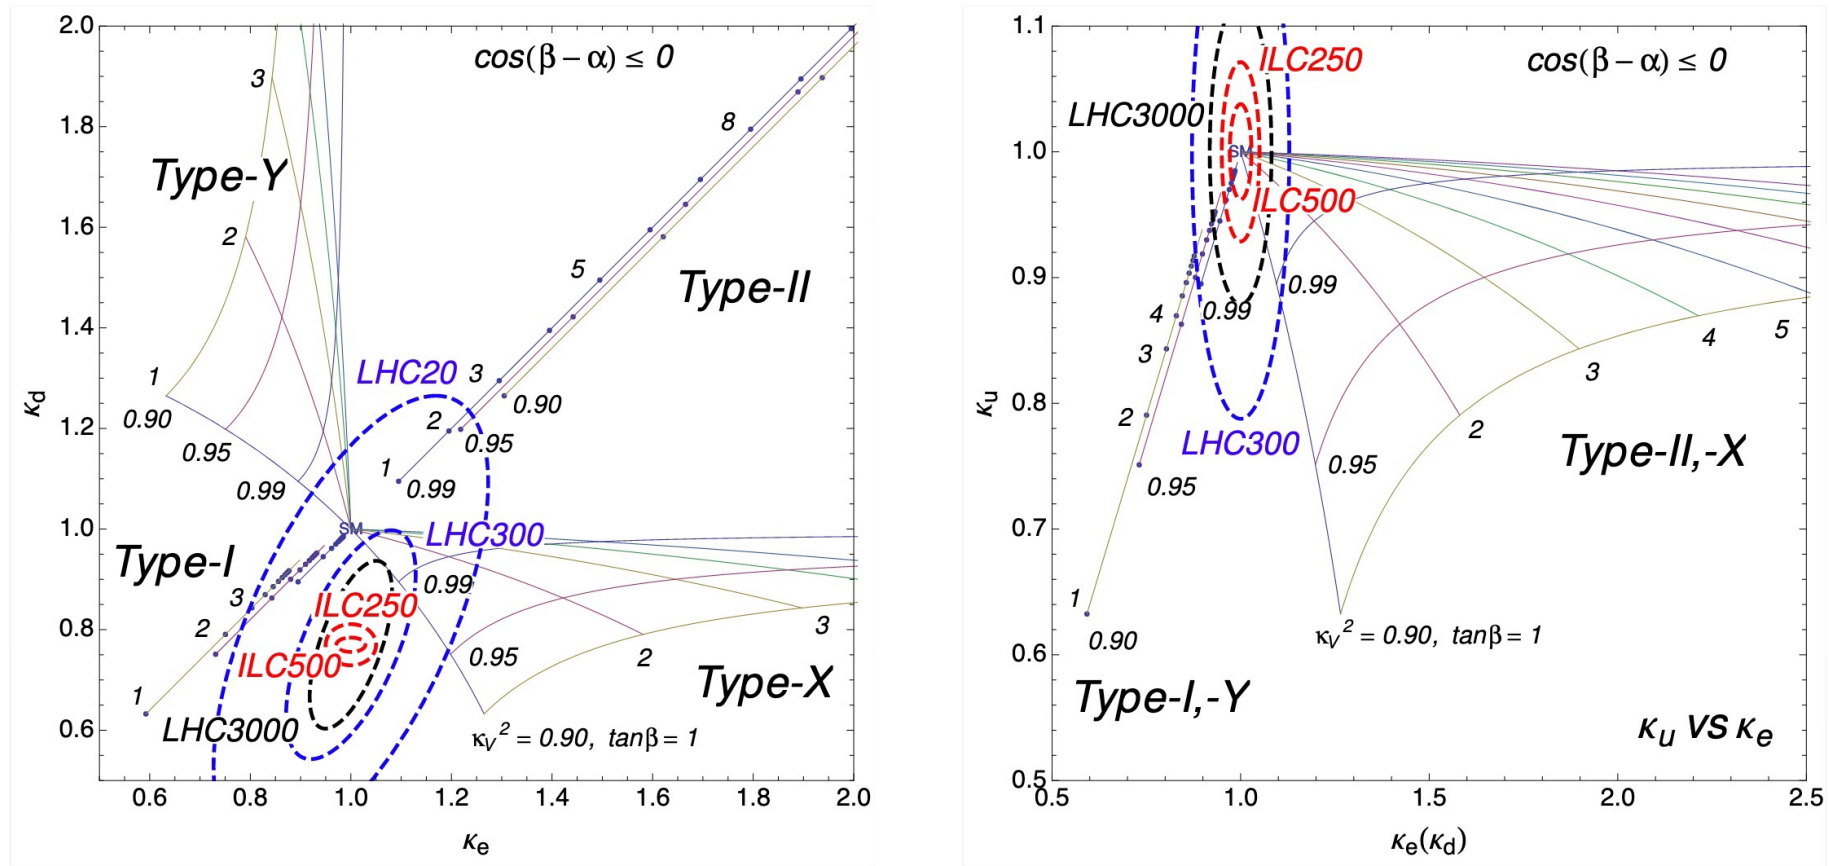 2.0
1.8
1.6
1.4
1.2
1.0
0.8
0.6
κd
0.6 0.8 1.0 1.2 1.4 1.6 1.8 2.0
κe
cos(β − α) ≤ 0
3
Type-Y
2
8
5
Type-II
1
LHC20
3
0.90
2
0.90
0.95
0.95
1
0.99
0.99
SM
LHC300
Type-I
0.99
3
ILC250
2
3
0.95
2
ILC500
Type-X
1
LHC3000
κV² = 0.90, tanβ = 1
1.1
1.0
0.9
0.8
0.7
0.6
0.5
κu
0.5 1.0 1.5 2.0 2.5
κe(κd)
ILC250
cos(β − α) ≤ 0
LHC3000
SM
ILC500
0.99
4
0.99
4
5
3
3
2
2
LHC300
Type-II,-X
0.95
0.95
1
0.90
κV² = 0.90, tanβ = 1
Type-I,-Y
κu VS κe